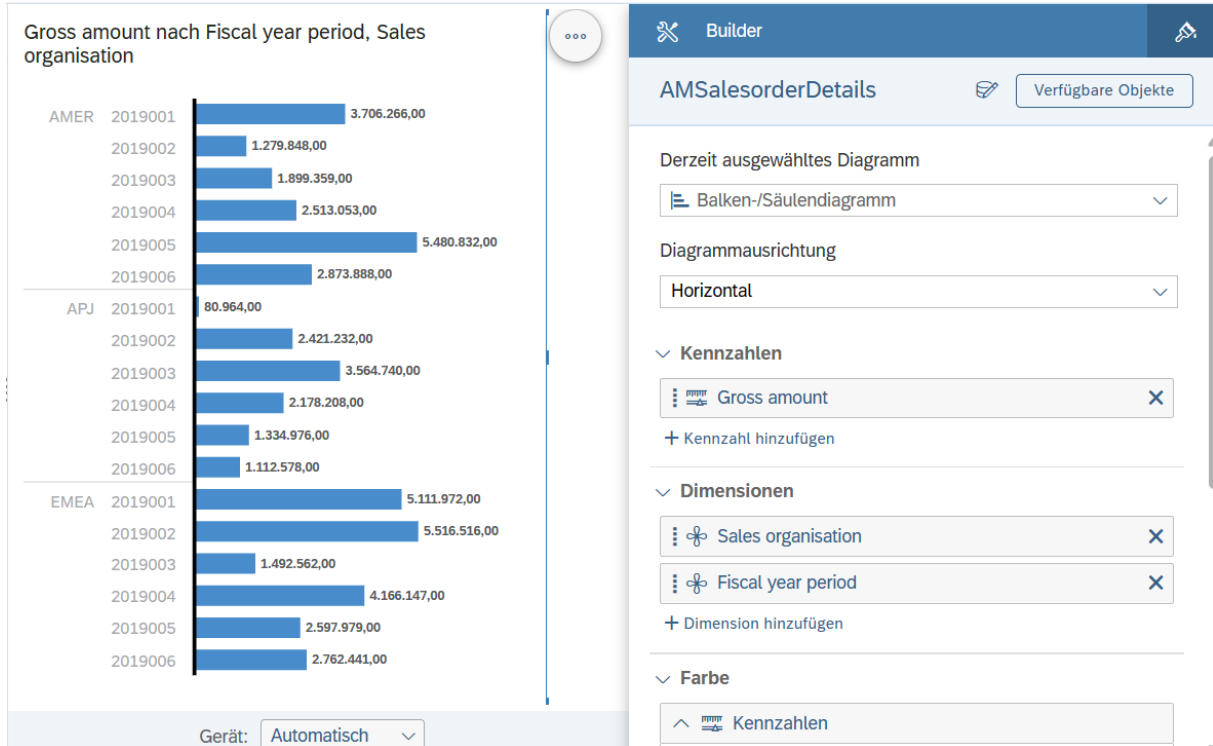 Gross amount nach Fiscal year period, Sales
organisation
AMER 2019001 3.706.266,00
2019002 1.279.848,00
2019003 1.899.359,00
2019004 2.513.053,00
2019005 5.480.832,00
2019006 2.873.888,00
APJ 2019001 80.964,00
2019002 2.421.232,00
2019003 3.564.740,00
2019004 2.178.208,00
2019005 1.334.976,00
2019006 1.112.578,00
EMEA 2019001 5.111.972,00
2019002 5.516.516,00
2019003 1.492.562,00
2019004 4.166.147,00
2019005 2.597.979,00
2019006 2.762.441,00
Gerät: Automatisch
Builder
AMSalesorderDetails Verfügbare Objekte
Derzeit ausgewähltes Diagramm
Balken-/Säulendiagramm
Diagrammausrichtung
Horizontal
Kennzahlen
Gross amount
+ Kennzahl hinzufügen
Dimensionen
Sales organisation
Fiscal year period
+ Dimension hinzufügen
Farbe
Kennzahlen